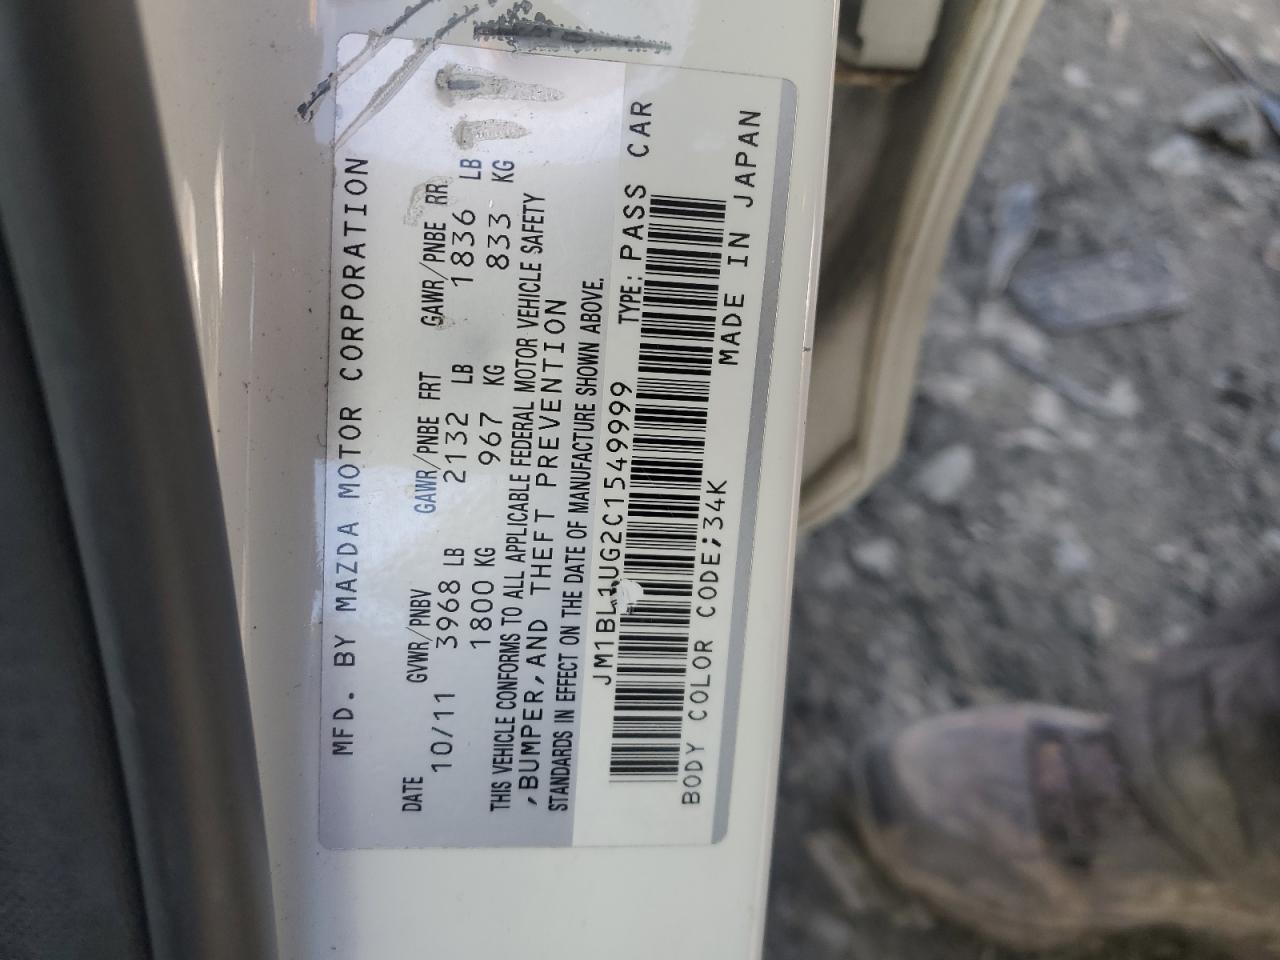 MFD. BY MAZDA MOTOR CORPORATION
DATE GVWR/PNBV GAWR/PNBE FRT GAWR/PNBE RR.
10/11 3968 LB 2132 LB 1836 LB
1800 KG 967 KG 833 KG
THIS VEHICLE CONFORMS TO ALL APPLICABLE FEDERAL MOTOR VEHICLE SAFETY
,BUMPER,AND THEFT PREVENTION
STANDARDS IN EFFECT ON THE DATE OF MANUFACTURE SHOWN ABOVE.
JM1BL1UG2C1549999 TYPE: PASS CAR
BODY COLOR CODE;34K MADE IN JAPAN